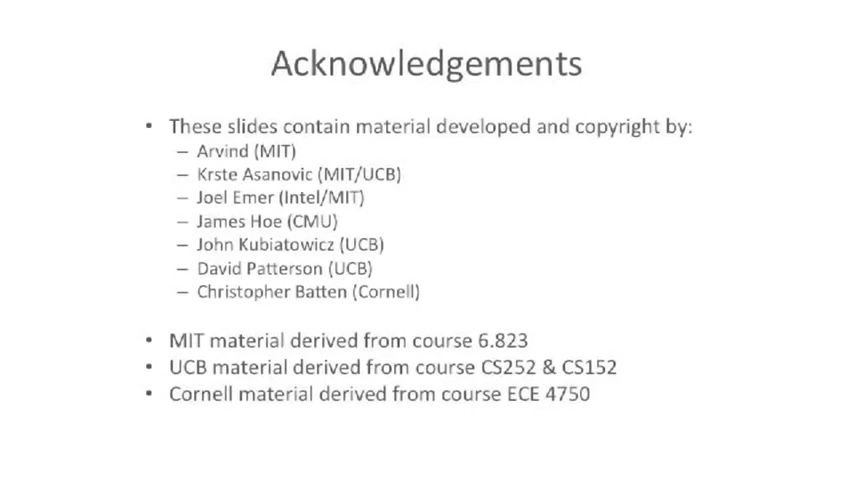 Acknowledgements
• These slides contain material developed and copyright by:
– Arvind (MIT)
– Krste Asanovic (MIT/UCB)
– Joel Emer (Intel/MIT)
– James Hoe (CMU)
– John Kubiatowicz (UCB)
– David Patterson (UCB)
– Christopher Batten (Cornell)
• MIT material derived from course 6.823
• UCB material derived from course CS252 & CS152
• Cornell material derived from course ECE 4750